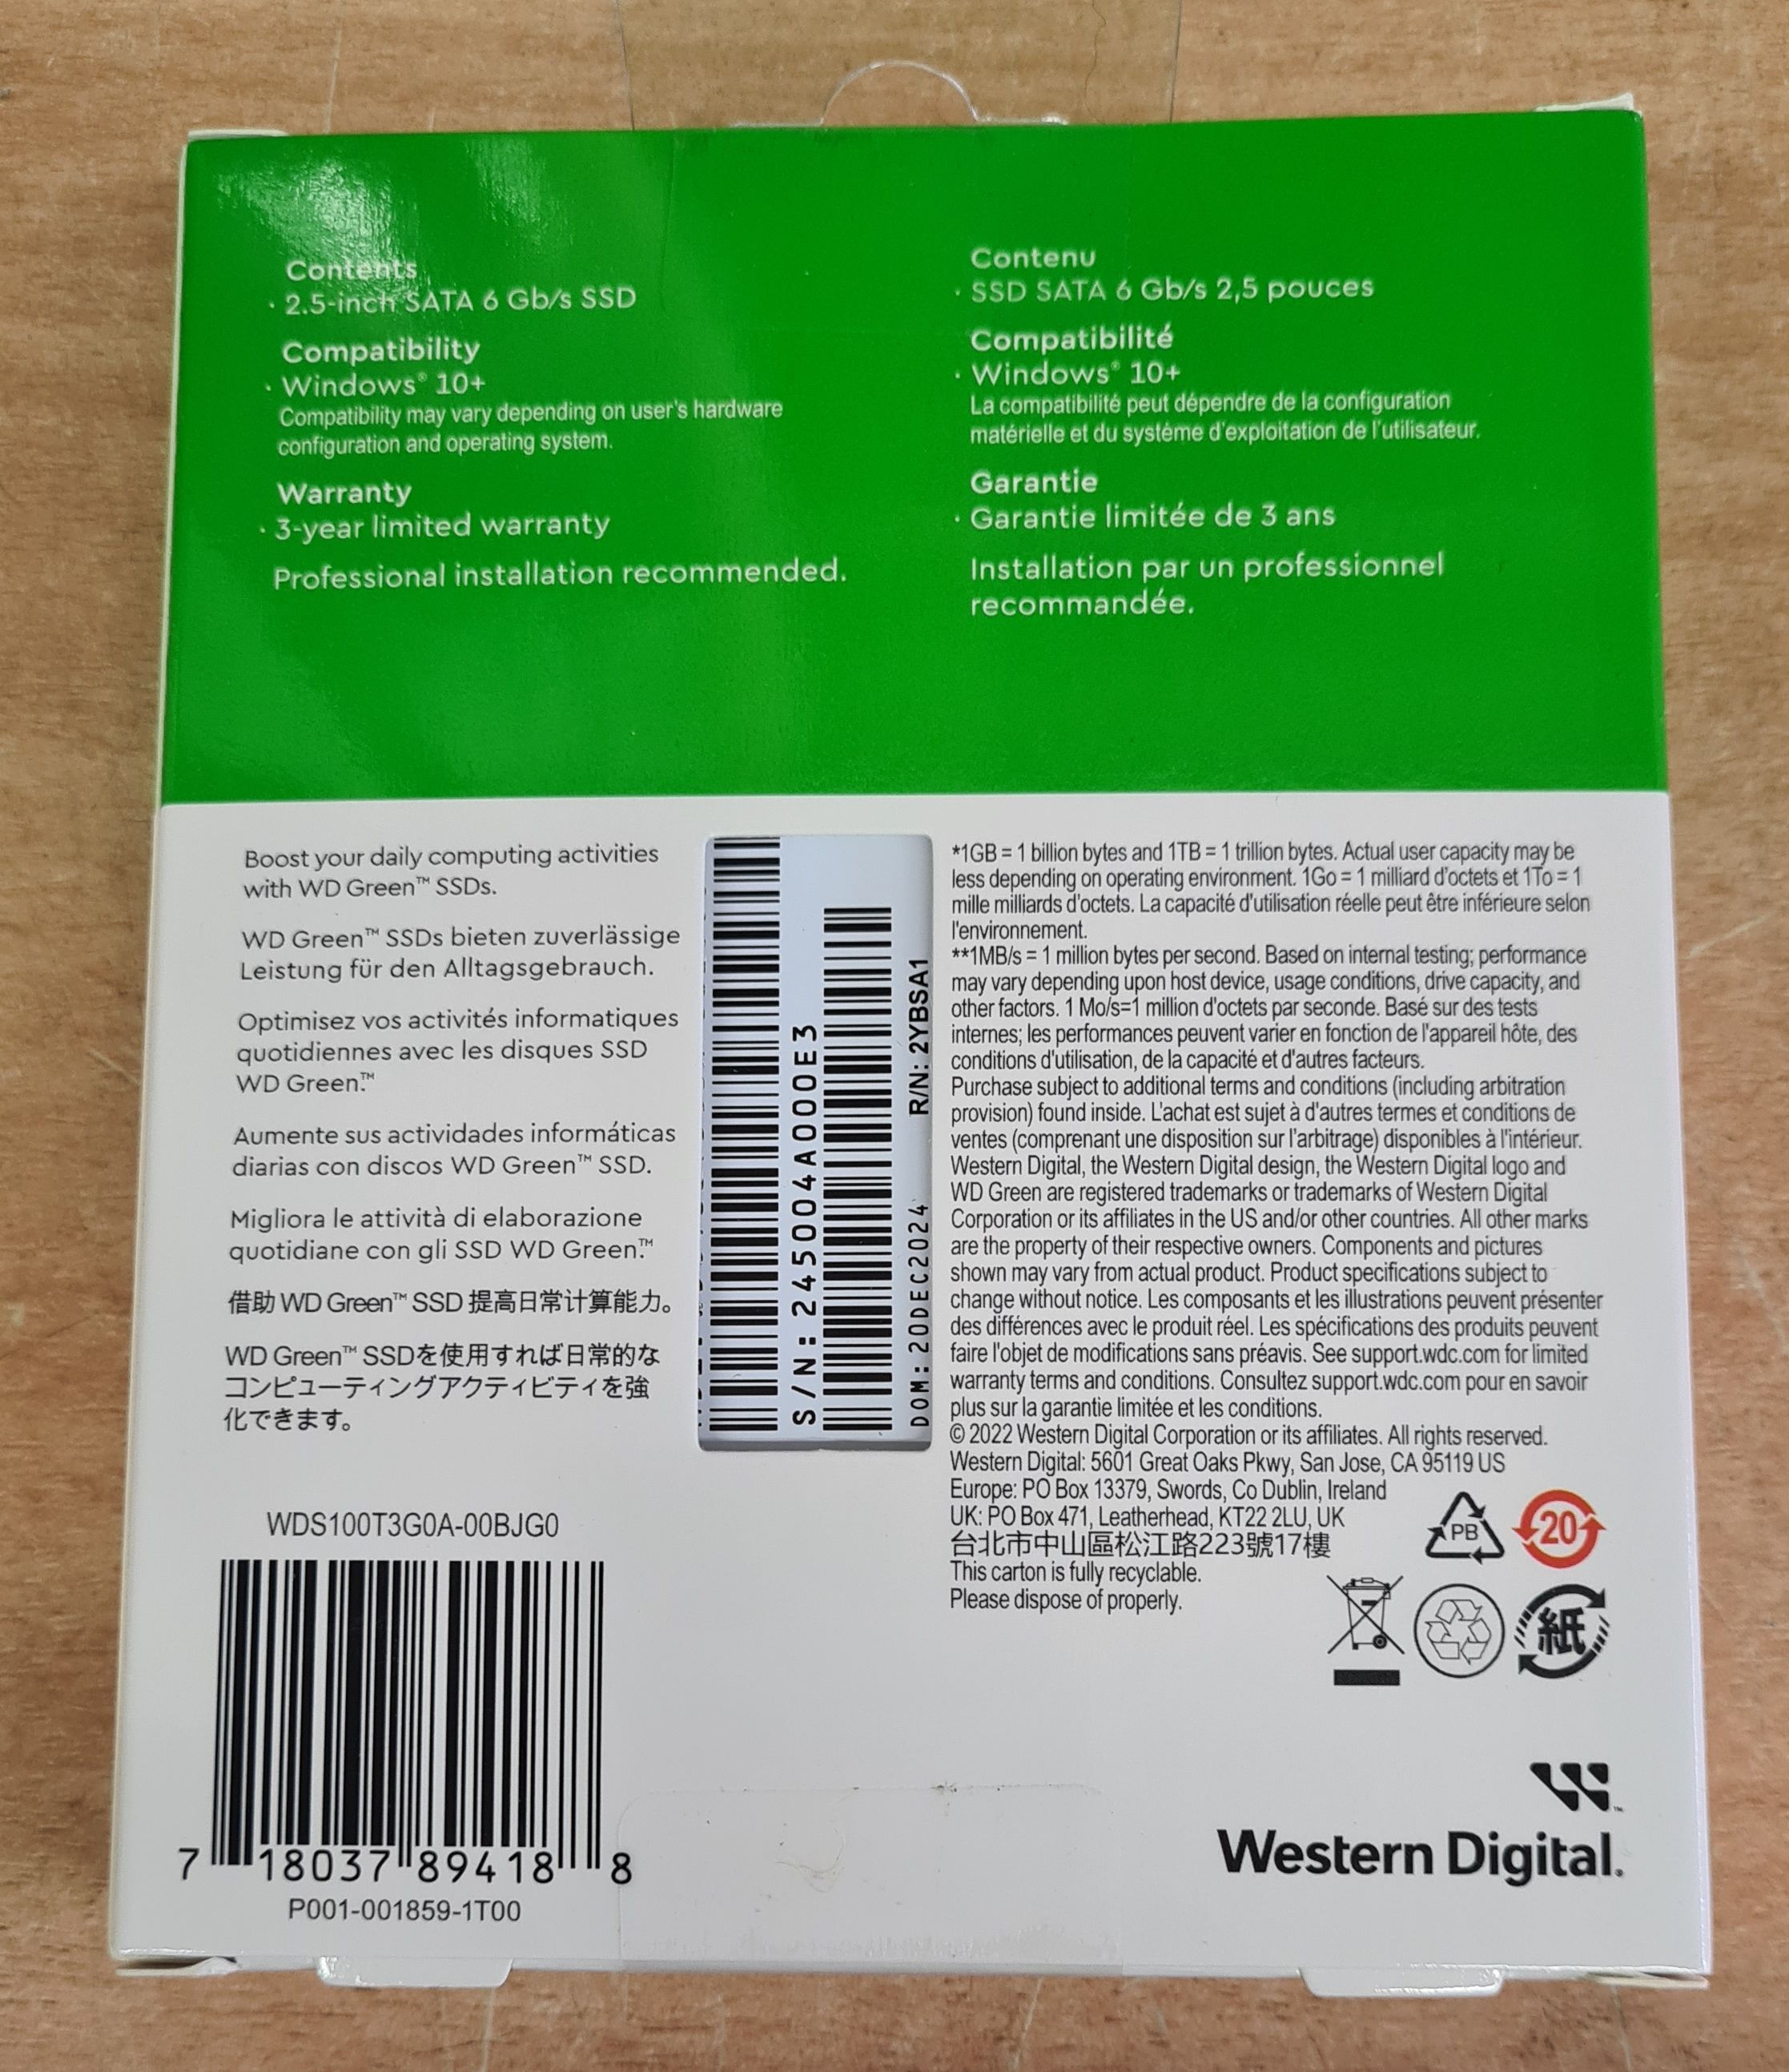 Contents
· 2.5-inch SATA 6 Gb/s SSD
Compatibility
· Windows® 10+
Compatibility may vary depending on user's hardware
configuration and operating system.
Warranty
· 3-year limited warranty
Professional installation recommended.
Contenu
· SSD SATA 6 Gb/s 2,5 pouces
Compatibilité
· Windows® 10+
La compatibilité peut dépendre de la configuration
matérielle et du système d'exploitation de l'utilisateur.
Garantie
· Garantie limitée de 3 ans
Installation par un professionnel
recommandée.
Boost your daily computing activities
with WD Green™ SSDs.
WD Green™ SSDs bieten zuverlässige
Leistung für den Alltagsgebrauch.
Optimisez vos activités informatiques
quotidiennes avec les disques SSD
WD Green.™
Aumente sus actividades informáticas
diarias con discos WD Green™ SSD.
Migliora le attività di elaborazione
quotidiane con gli SSD WD Green.™
借助 WD Green™ SSD 提高日常计算能力。
WD Green™ SSDを使用すれば日常的な
コンピューティングアクティビティを強
化できます。
S/N: 245004A000E3
DOM: 20DEC2024 R/N: 2YBSA1
*1GB = 1 billion bytes and 1TB = 1 trillion bytes. Actual user capacity may be
less depending on operating environment. 1Go = 1 milliard d'octets et 1To = 1
mille milliards d'octets. La capacité d'utilisation réelle peut être inférieure selon
l'environnement.
**1MB/s = 1 million bytes per second. Based on internal testing; performance
may vary depending upon host device, usage conditions, drive capacity, and
other factors. 1 Mo/s=1 million d'octets par seconde. Basé sur des tests
internes; les performances peuvent varier en fonction de l'appareil hôte, des
conditions d'utilisation, de la capacité et d'autres facteurs.
Purchase subject to additional terms and conditions (including arbitration
provision) found inside. L'achat est sujet à d'autres termes et conditions de
ventes (comprenant une disposition sur l'arbitrage) disponibles à l'intérieur.
Western Digital, the Western Digital design, the Western Digital logo and
WD Green are registered trademarks or trademarks of Western Digital
Corporation or its affiliates in the US and/or other countries. All other marks
are the property of their respective owners. Components and pictures
shown may vary from actual product. Product specifications subject to
change without notice. Les composants et les illustrations peuvent présenter
des différences avec le produit réel. Les spécifications des produits peuvent
faire l'objet de modifications sans préavis. See support.wdc.com for limited
warranty terms and conditions. Consultez support.wdc.com pour en savoir
plus sur la garantie limitée et les conditions.
© 2022 Western Digital Corporation or its affiliates. All rights reserved.
Western Digital: 5601 Great Oaks Pkwy, San Jose, CA 95119 US
Europe: PO Box 13379, Swords, Co Dublin, Ireland
UK: PO Box 471, Leatherhead, KT22 2LU, UK
台北市中山區松江路223號17樓
This carton is fully recyclable.
Please dispose of properly.
PB
20
紙
WDS100T3G0A-00BJG0
7 18037 89418 8
P001-001859-1T00
Western Digital.